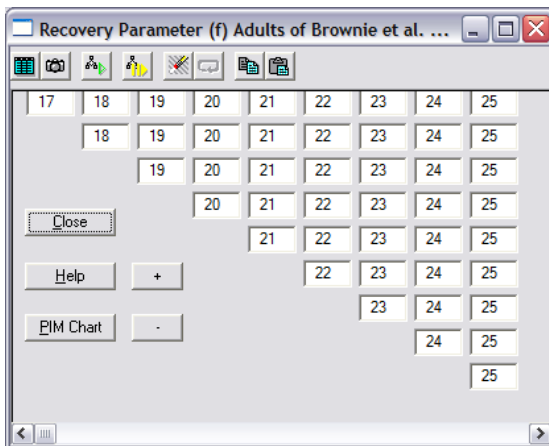 Recovery Parameter (f) Adults of Brownie et al. ...
17 18 19 20 21 22 23 24 25
18 19 20 21 22 23 24 25
19 20 21 22 23 24 25
20 21 22 23 24 25
Close
21 22 23 24 25
Help + 22 23 24 25
23 24 25
PIM Chart - 24 25
25